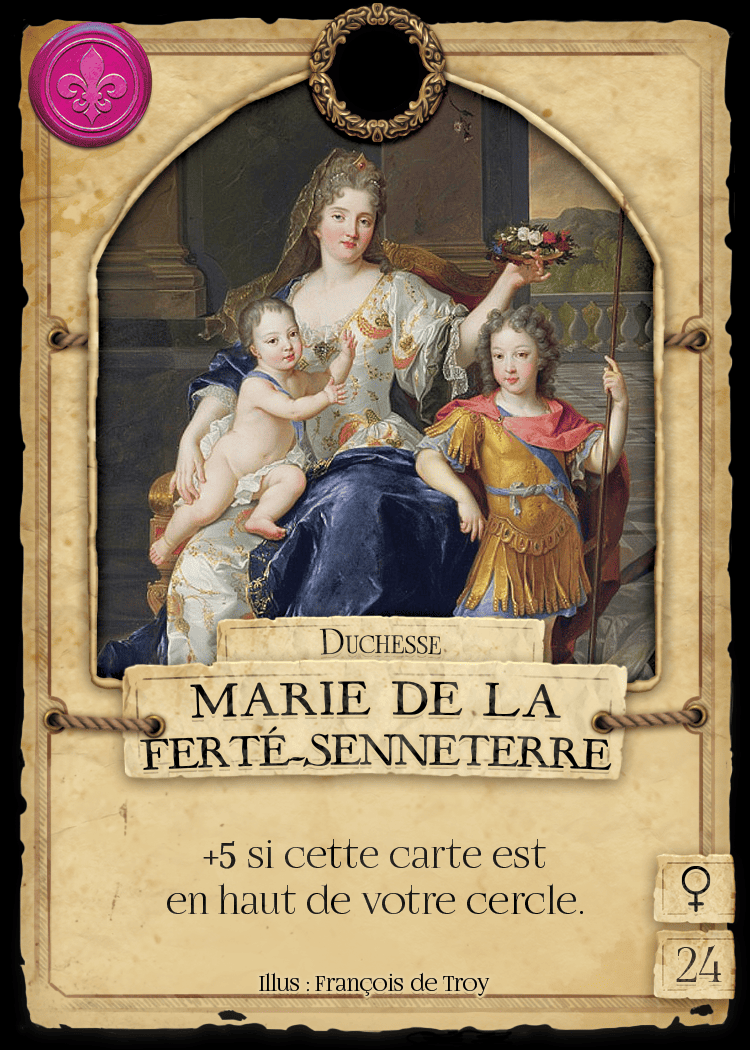 Duchesse
MARIE DE LA
FERTÉ-SENNETERRE
+5 si cette carte est
en haut de votre cercle.
♀
24
Illus : François de Troy